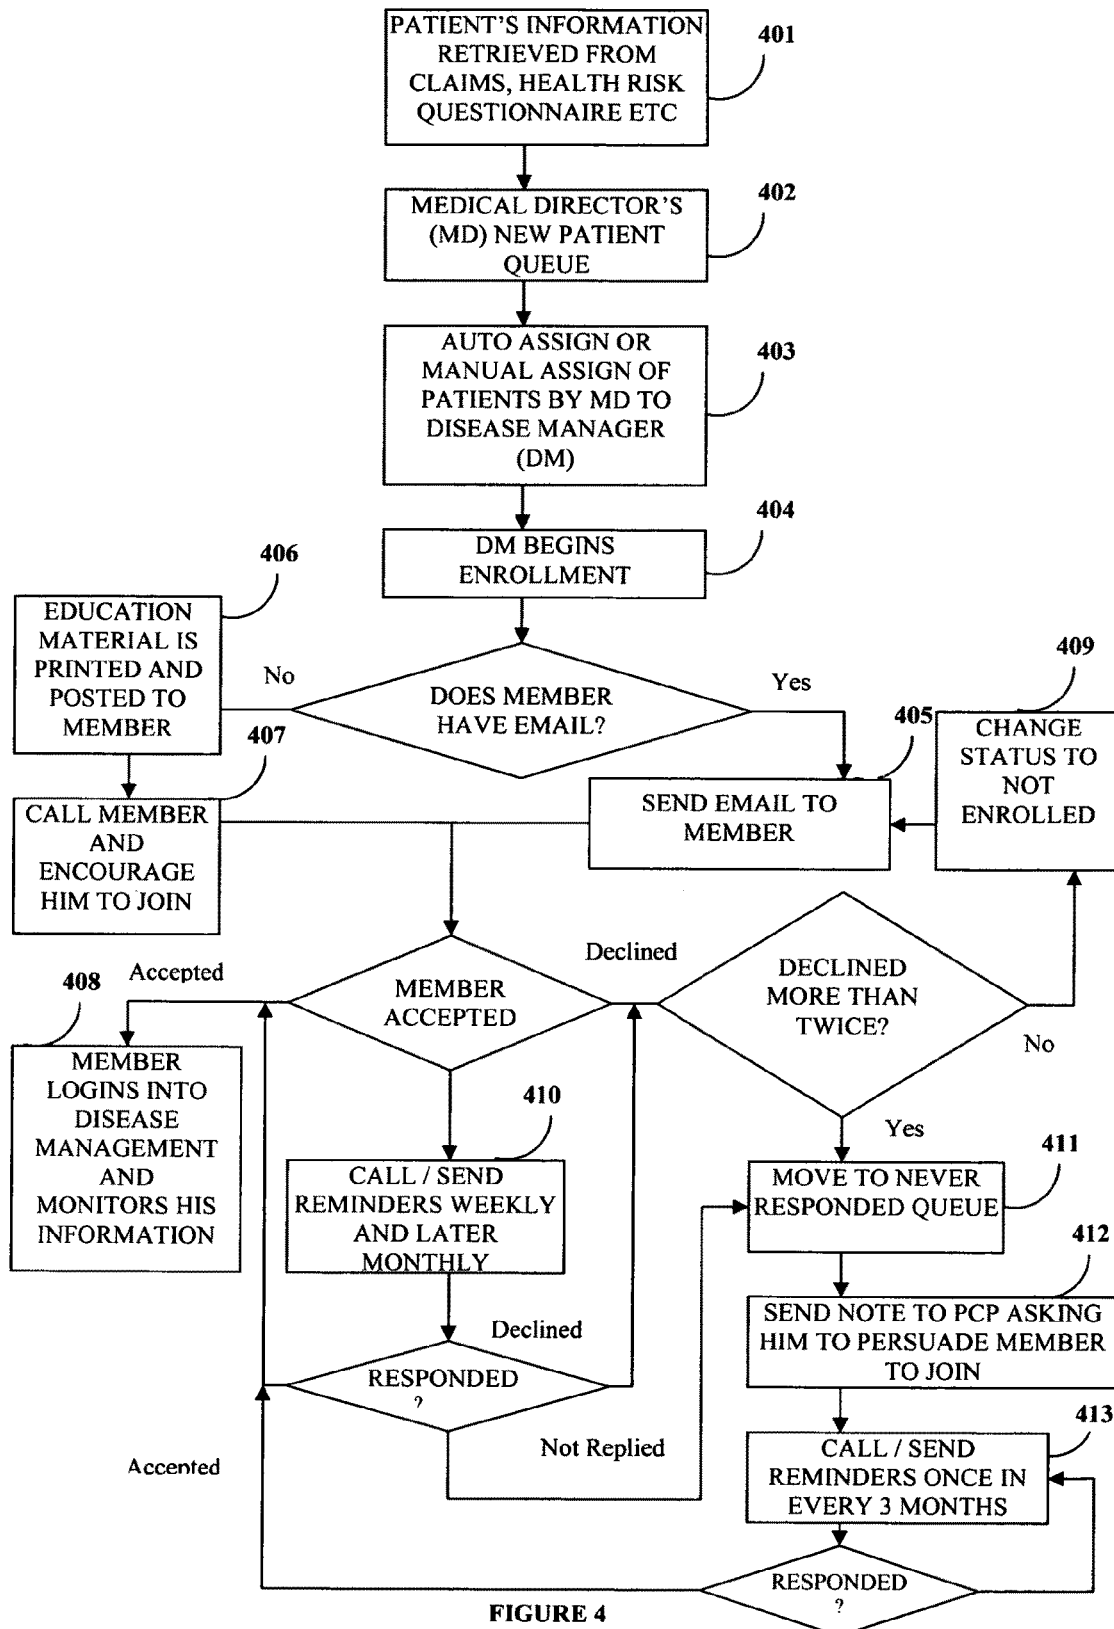 PATIENT'S INFORMATION
RETRIEVED FROM
CLAIMS, HEALTH RISK
QUESTIONNAIRE ETC
401
MEDICAL DIRECTOR'S
(MD) NEW PATIENT
QUEUE
402
AUTO ASSIGN OR
MANUAL ASSIGN OF
PATIENTS BY MD TO
DISEASE MANAGER
(DM)
403
DM BEGINS
ENROLLMENT
404
DOES MEMBER
HAVE EMAIL?
No
Yes
406
EDUCATION
MATERIAL IS
PRINTED AND
POSTED TO
MEMBER
407
CALL MEMBER
AND
ENCOURAGE
HIM TO JOIN
405
SEND EMAIL TO
MEMBER
409
CHANGE
STATUS TO
NOT
ENROLLED
MEMBER
ACCEPTED
Accepted
Declined
408
MEMBER
LOGINS INTO
DISEASE
MANAGEMENT
AND
MONITORS HIS
INFORMATION
DECLINED
MORE THAN
TWICE?
No
Yes
410
CALL / SEND
REMINDERS WEEKLY
AND LATER
MONTHLY
RESPONDED
?
Declined
Not Replied
Accented
411
MOVE TO NEVER
RESPONDED QUEUE
412
SEND NOTE TO PCP ASKING
HIM TO PERSUADE MEMBER
TO JOIN
413
CALL / SEND
REMINDERS ONCE IN
EVERY 3 MONTHS
RESPONDED
?
FIGURE 4